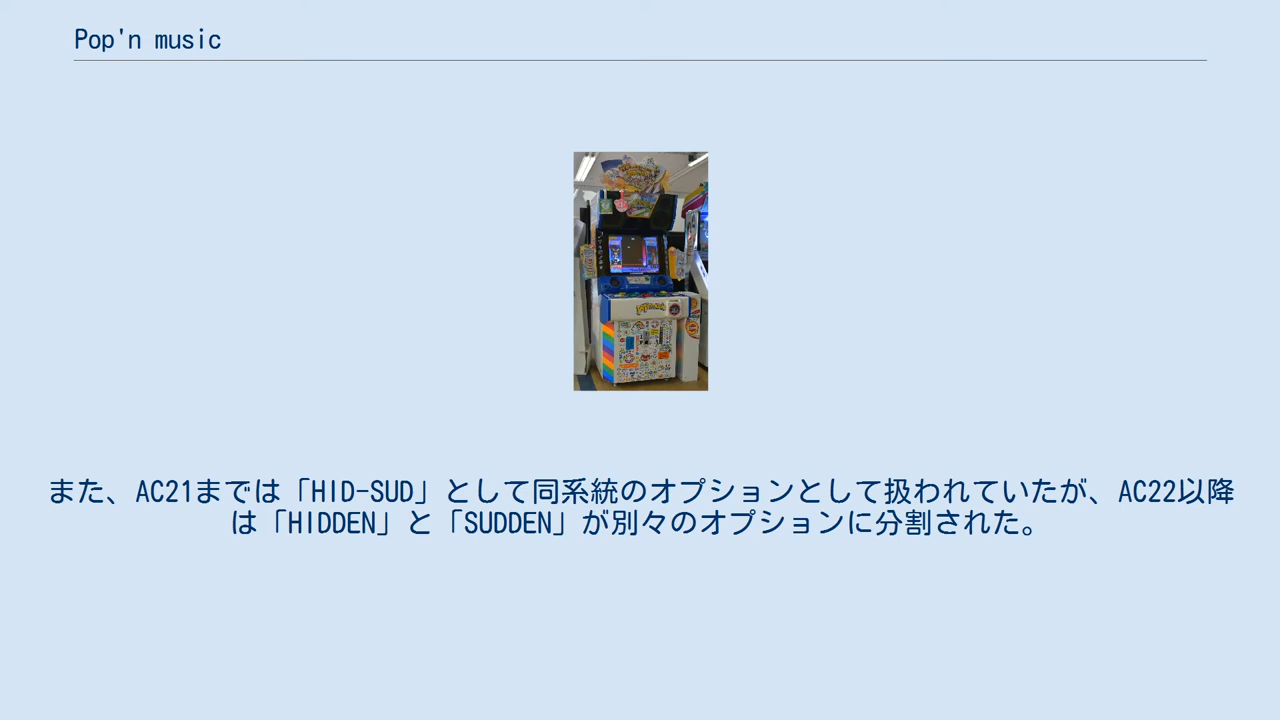 Pop'n music
また、AC21までは「HID-SUD」として同系統のオプションとして扱われていたが、AC22以降
は「HIDDEN」と「SUDDEN」が別々のオプションに分割された。